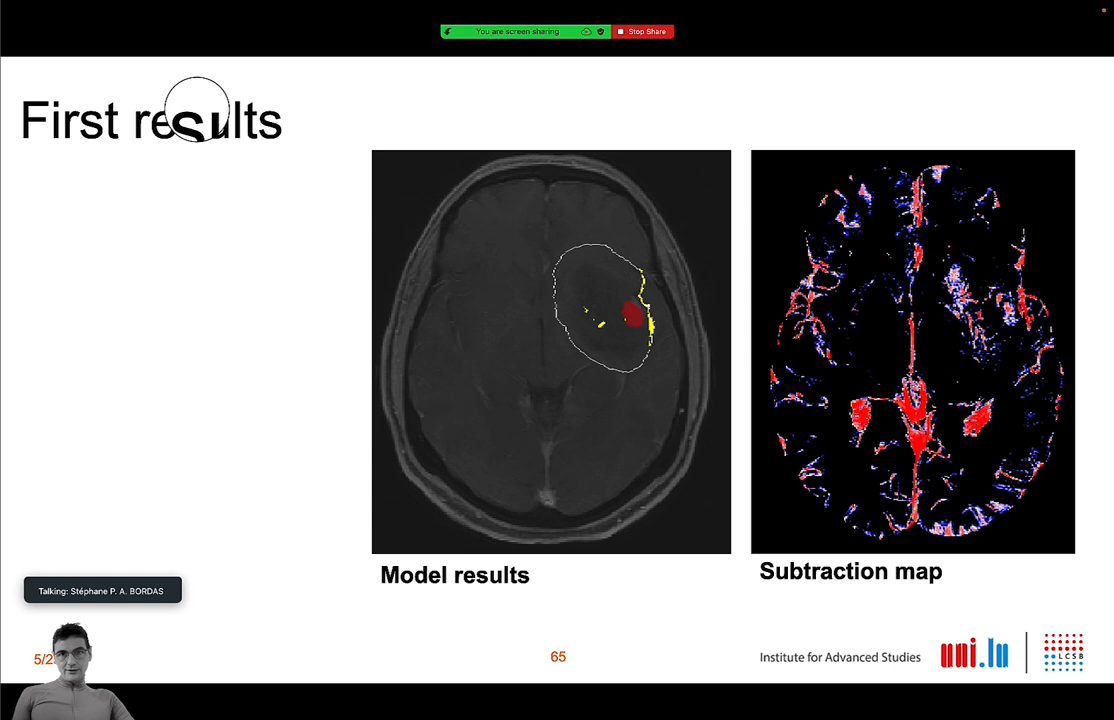 You are screen sharing
Stop Share
First results
Model results
Subtraction map
Talking: Stéphane P. A. BORDAS
65
Institute for Advanced Studies
uni.lu
LCSB